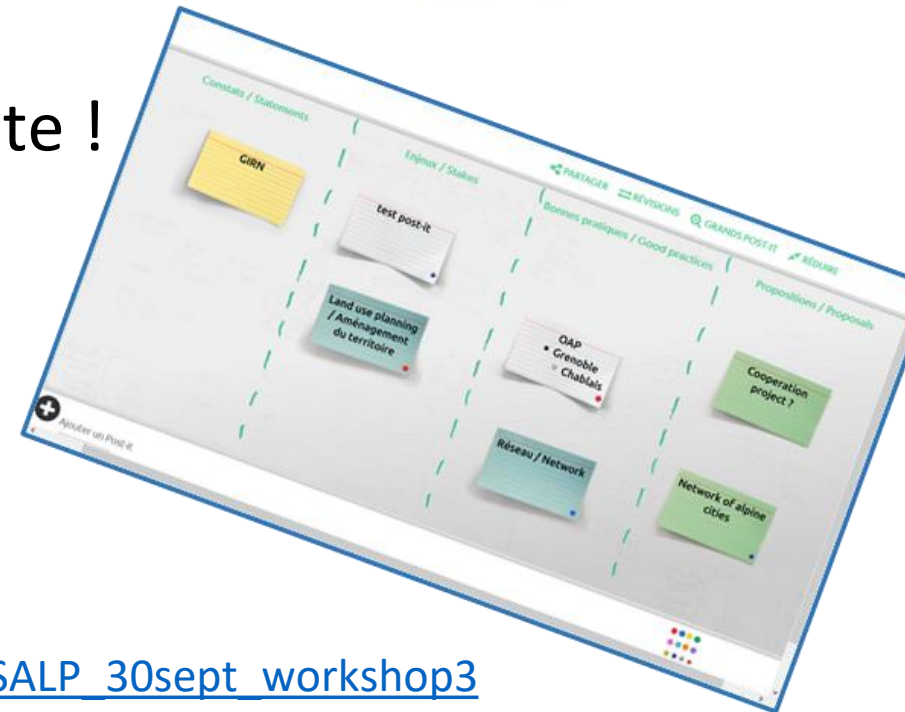 te !
Constats / Statements
Enjeux / Stakes
Bonnes pratiques / Good practices
Propositions / Proposals
PARTAGER
RÉVISIONS
GRANDS POST-IT
RÉDUIRE
GIRN
test post-it
Land use planning
/ Aménagement
du territoire
OAP
• Grenoble
Chablais
Réseau / Network
Cooperation
project ?
Network of alpine
cities
Ajouter un Post-it
SALP_30sept_workshop3